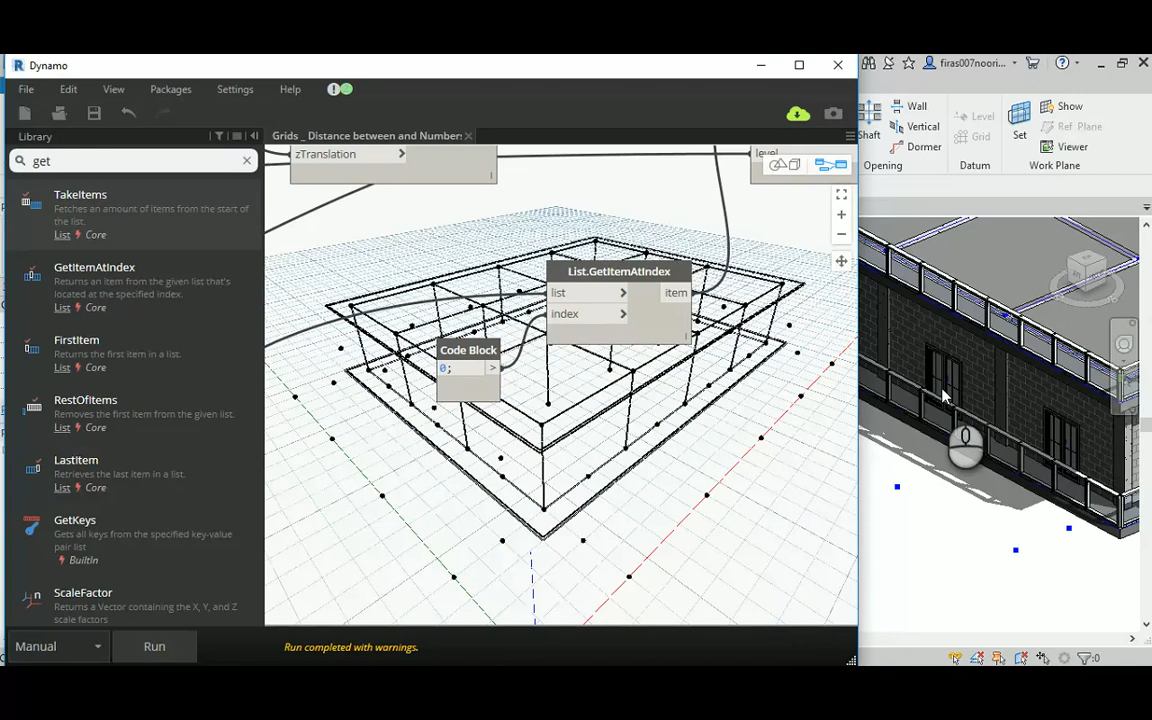 Dynamo
File Edit View Packages Settings Help
Library
Grids _ Distance between and Number:
get
TakeItems
Fetches an amount of items from the start of
the list.
List Core
GetItemAtIndex
Returns an item from the given list that's
located at the specified index.
List Core
FirstItem
Returns the first item in a list.
List Core
RestOfItems
Removes the first item from the given list.
List Core
LastItem
Retrieves the last item in a list.
List Core
GetKeys
Gets all keys from the specified key-value
pair list
BuiltIn
ScaleFactor
Returns a Vector containing the X, Y, and Z
scale factors
zTranslation >
level
List.GetItemAtIndex
list > item
index >
Code Block
0; >
Manual
Run
Run completed with warnings.
firas007noori...
Wall
Vertical
Dormer
Opening
Level
Grid
Datum
Set
Show
Ref Plane
Viewer
Work Plane
:0